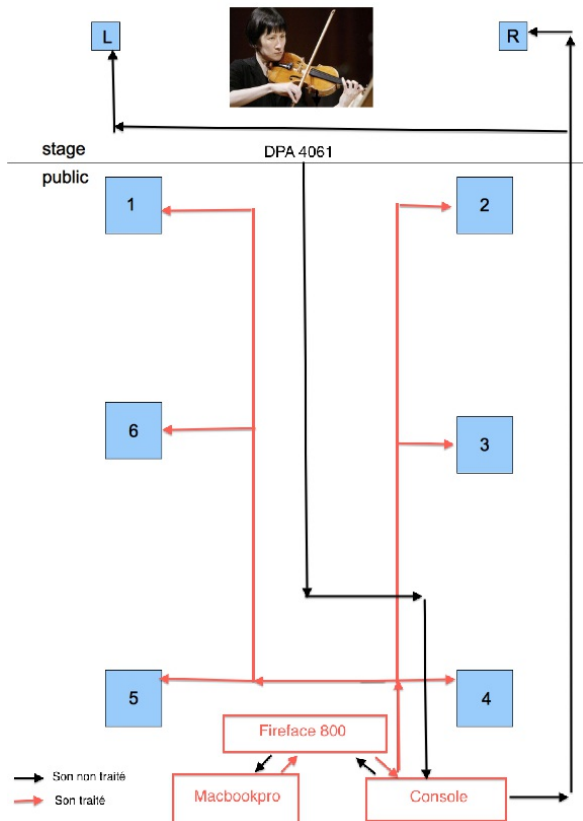 L
R
stage
DPA 4061
public
1
2
6
3
5
4
Fireface 800
Macbookpro
Console
Son non traité
Son traité